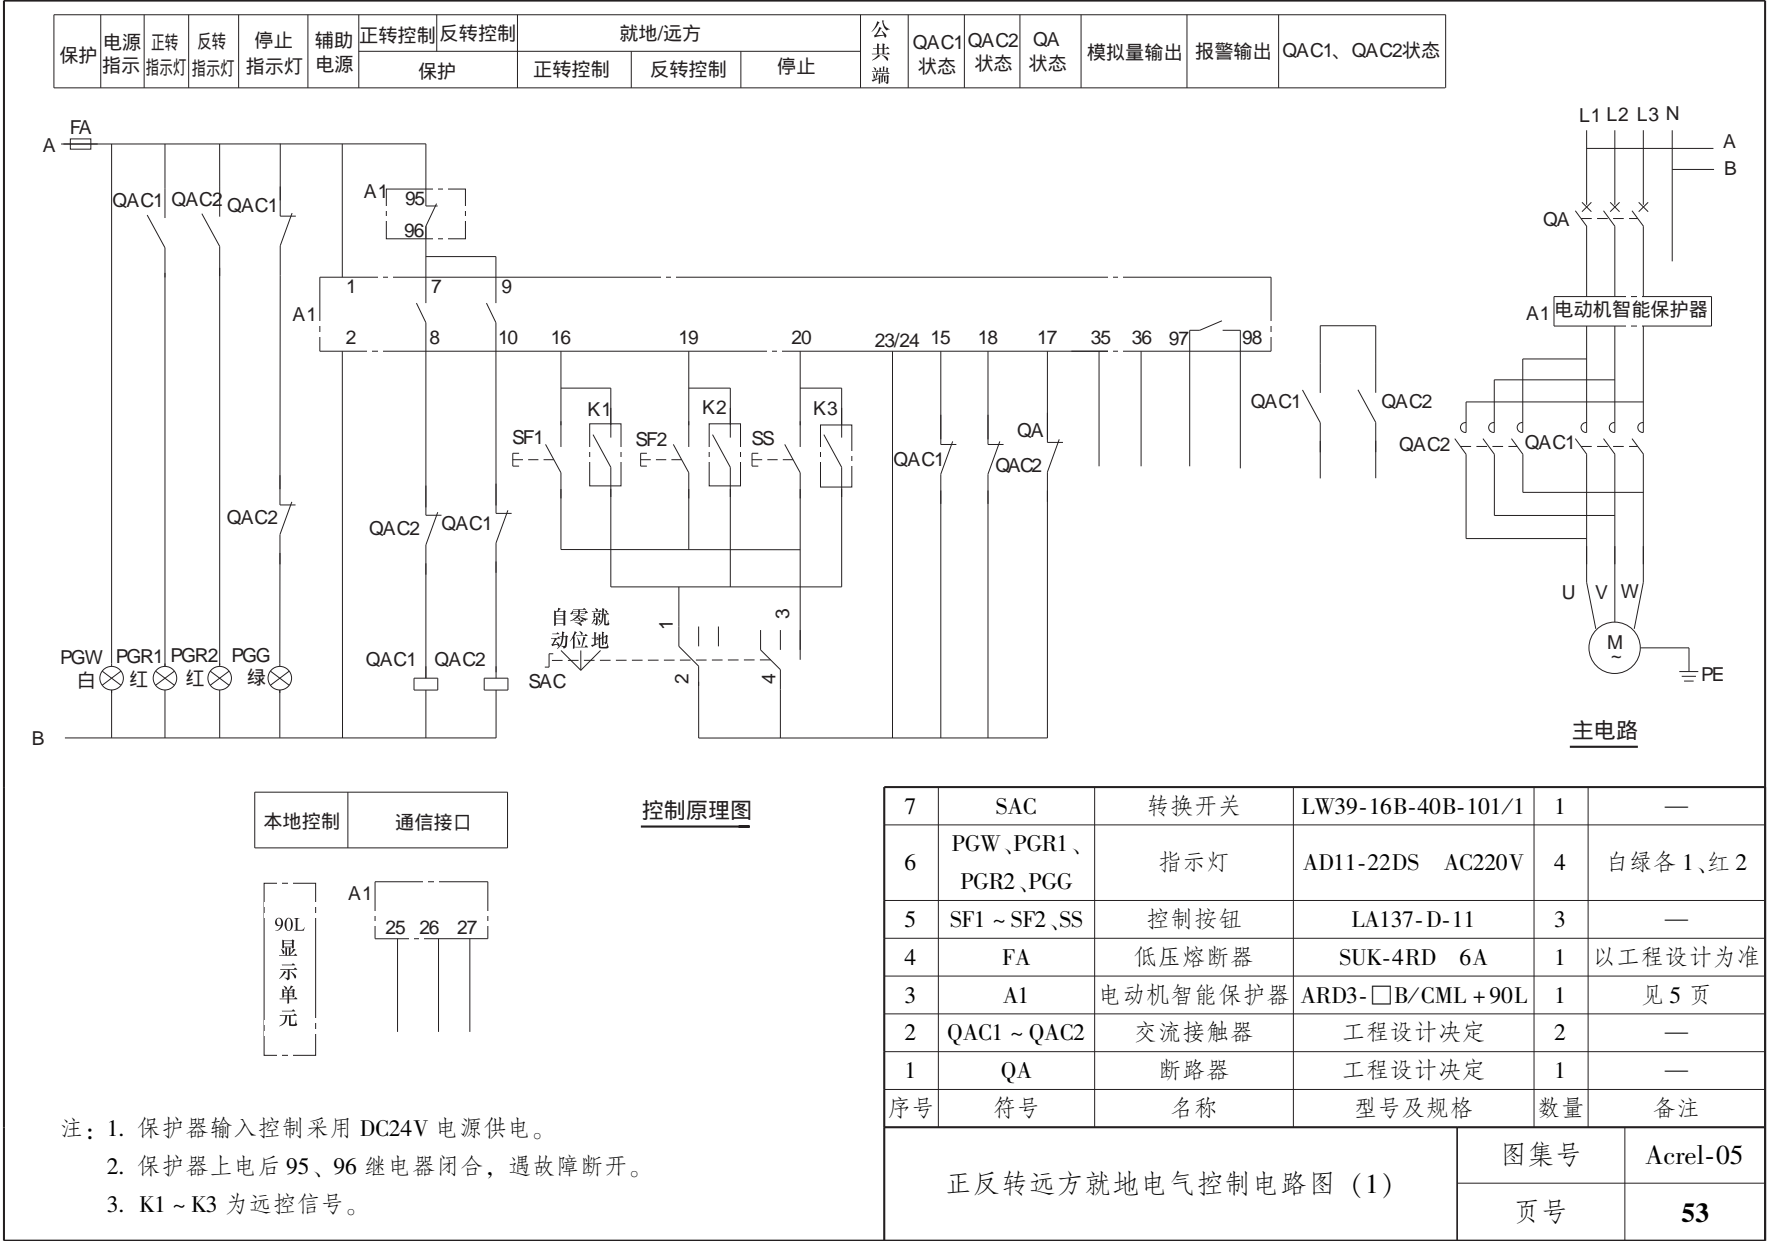 保护
电源
指示
正转
指示灯
反转
指示灯
停止
指示灯
辅助
电源
正转控制
反转控制
保护
就地/远方
正转控制
反转控制
停止
公
共
端
QAC1
状态
QAC2
状态
QA
状态
模拟量输出
报警输出
QAC1、QAC2状态
FA
A
QAC1
QAC2
QAC1
A1
95
96
1
7
9
A1
2
8
10
16
19
20
23/24
15
18
17
35
36
97
98
K1
K2
K3
SF1
SF2
SS
QAC1
QAC2
QA
QAC2
QAC1
QAC2
QAC2
QAC2
QAC1
自零就
动位地
SAC
1
2
3
4
PGW
白
PGR1
红
PGR2
红
PGG
绿
QAC1
QAC2
B
L1 L2 L3 N
A
B
QA
A1
电动机智能保护器
QAC2
QAC1
U
V
W
M
~
PE
主电路
控制原理图
本地控制
通信接口
90L
显
示
单
元
A1
25 26 27
7 SAC 转换开关 LW39-16B-40B-101/1 1 —
6 PGW、PGR1、
PGR2、PGG 指示灯 AD11-22DS AC220V 4 白绿各1、红2
5 SF1～SF2、SS 控制按钮 LA137-D-11 3 —
4 FA 低压熔断器 SUK-4RD 6A 1 以工程设计为准
3 A1 电动机智能保护器 ARD3-□B/CML+90L 1 见5页
2 QAC1～QAC2 交流接触器 工程设计决定 2 —
1 QA 断路器 工程设计决定 1 —
序号 符号 名称 型号及规格 数量 备注
正反转远方就地电气控制电路图（1）
图集号 Acrel-05
页号 53
注：1. 保护器输入控制采用 DC24V 电源供电。
2. 保护器上电后95、96继电器闭合，遇故障断开。
3. K1～K3 为远控信号。